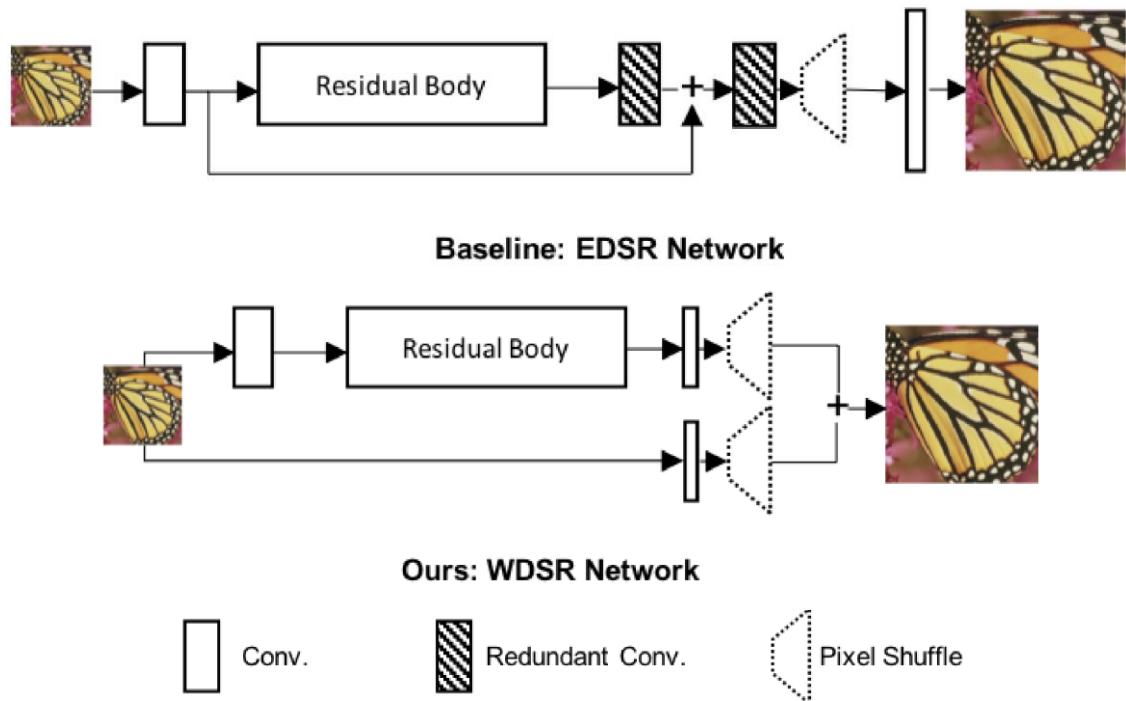 Residual Body
+
Baseline: EDSR Network
Residual Body
+
Ours: WDSR Network
Conv.
Redundant Conv.
Pixel Shuffle